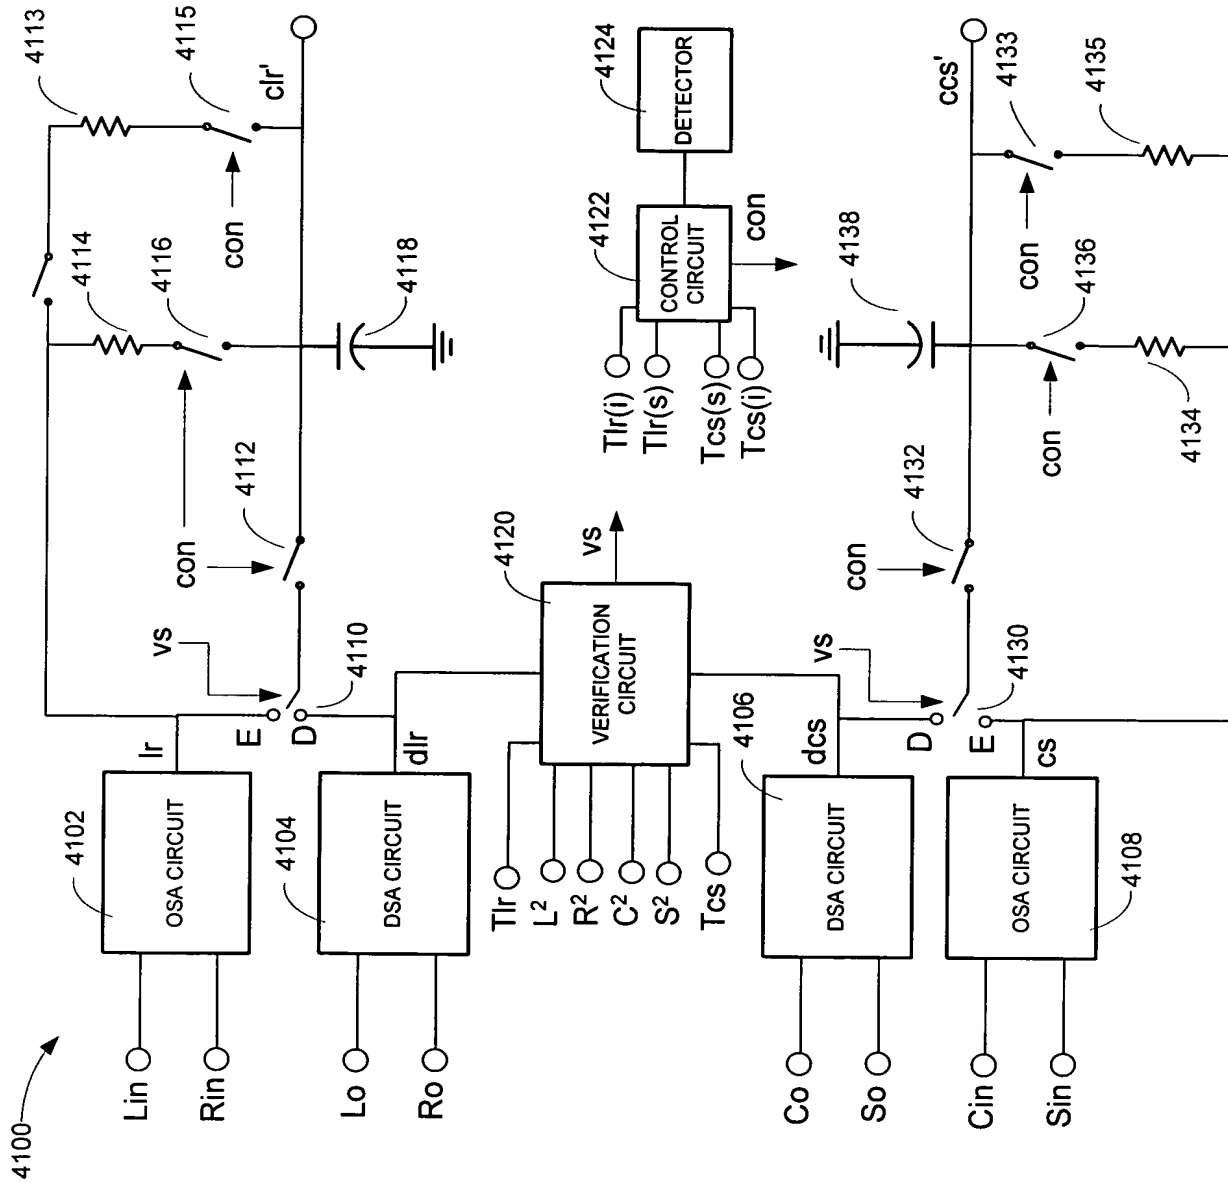 4100
Lin
Rin
4102
OSA CIRCUIT
lr
Lo
Ro
4104
DSA CIRCUIT
dlr
E
D
vs
4110
con
4112
4114
4116
4118
4113
4115
con
clr'
Tlr
L²
R²
C²
S²
Tcs
4120
VERIFICATION
CIRCUIT
vs
Tlr(i)
Tlr(s)
Tcs(s)
Tcs(i)
4122
CONTROL
CIRCUIT
con
4124
DETECTOR
Co
So
4106
DSA CIRCUIT
dcs
Cin
Sin
OSA CIRCUIT
4108
cs
D
E
vs
4130
con
4132
4138
con
4136
4134
con
4133
4135
ccs'